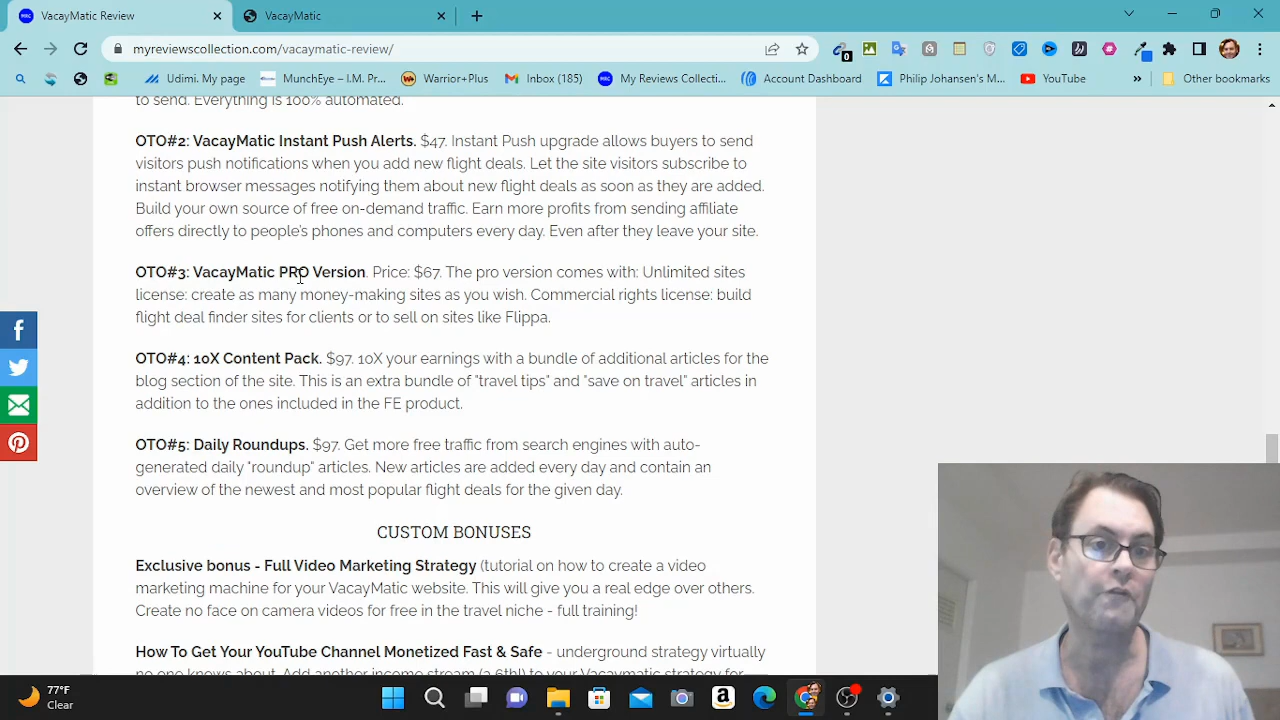 VacayMatic Review
VacayMatic
myreviewscollection.com/vacaymatic-review/
0
Udimi. My page
MunchEye – I.M. Pr...
Warrior+Plus
Inbox (185)
My Reviews Collecti...
Account Dashboard
Philip Johansen's M...
YouTube
Other bookmarks
to send. Everything is 100% automated.
OTO#2: VacayMatic Instant Push Alerts. $47. Instant Push upgrade allows buyers to send
visitors push notifications when you add new flight deals. Let the site visitors subscribe to
instant browser messages notifying them about new flight deals as soon as they are added.
Build your own source of free on-demand traffic. Earn more profits from sending affiliate
offers directly to people's phones and computers every day. Even after they leave your site.
OTO#3: VacayMatic PRO Version. Price: $67. The pro version comes with: Unlimited sites
license: create as many money-making sites as you wish. Commercial rights license: build
flight deal finder sites for clients or to sell on sites like Flippa.
OTO#4: 10X Content Pack. $97. 10X your earnings with a bundle of additional articles for the
blog section of the site. This is an extra bundle of "travel tips" and "save on travel" articles in
addition to the ones included in the FE product.
OTO#5: Daily Roundups. $97. Get more free traffic from search engines with auto-
generated daily "roundup" articles. New articles are added every day and contain an
overview of the newest and most popular flight deals for the given day.
CUSTOM BONUSES
Exclusive bonus - Full Video Marketing Strategy (tutorial on how to create a video
marketing machine for your VacayMatic website. This will give you a real edge over others.
Create no face on camera videos for free in the travel niche - full training!
How To Get Your YouTube Channel Monetized Fast & Safe - underground strategy virtually
no one knows about. Add another income stream (a 6th!) to your Vacaymatic strategy for
77°F
Clear